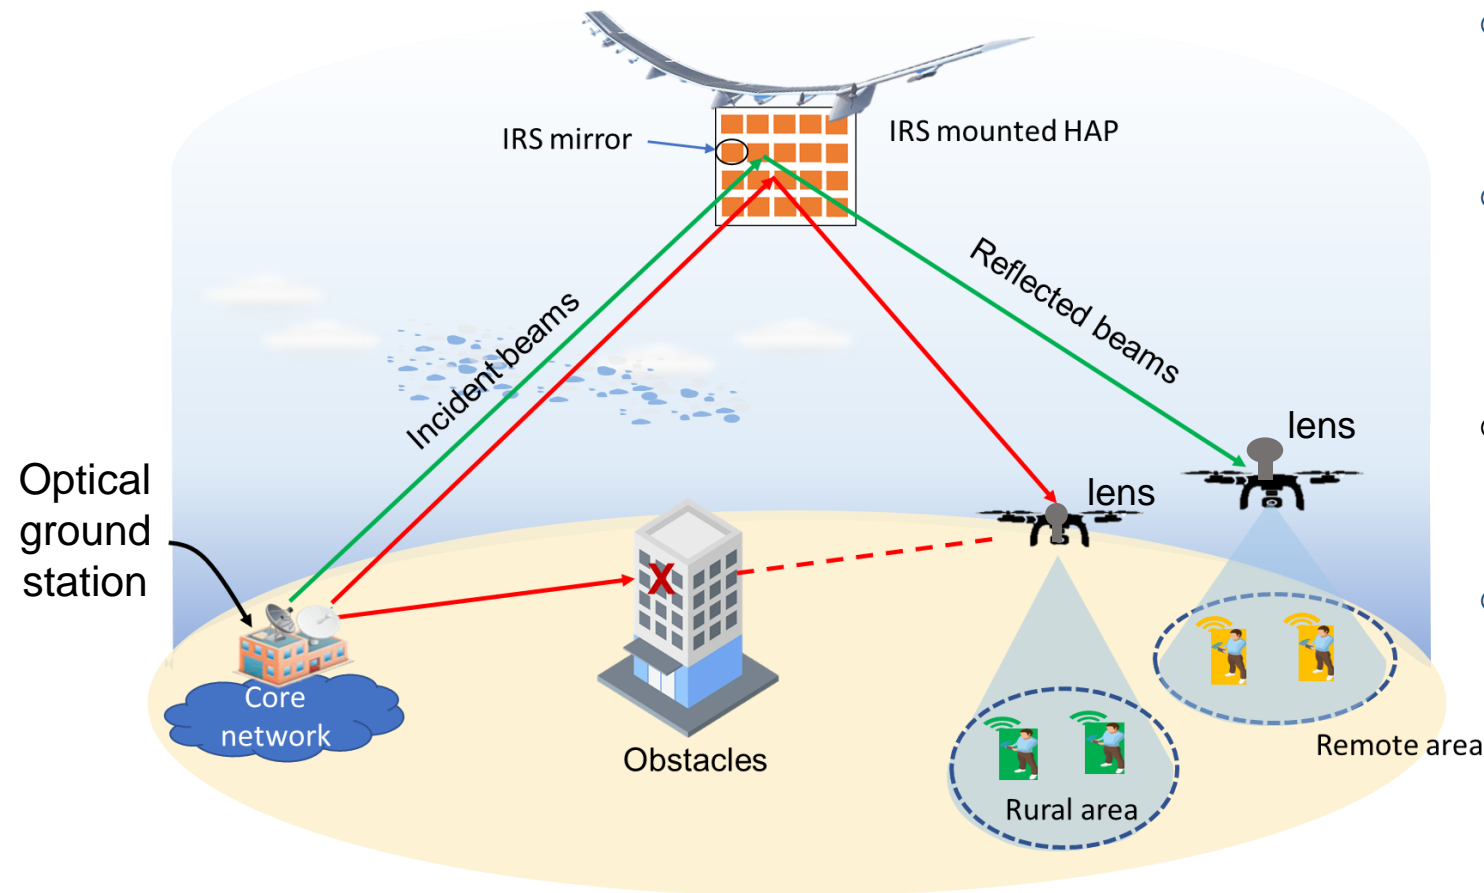 IRS mirror
IRS mounted HAP
Incident beams
Reflected beams
lens
lens
Optical
ground
station
X
Core
network
Obstacles
Rural area
Remote area